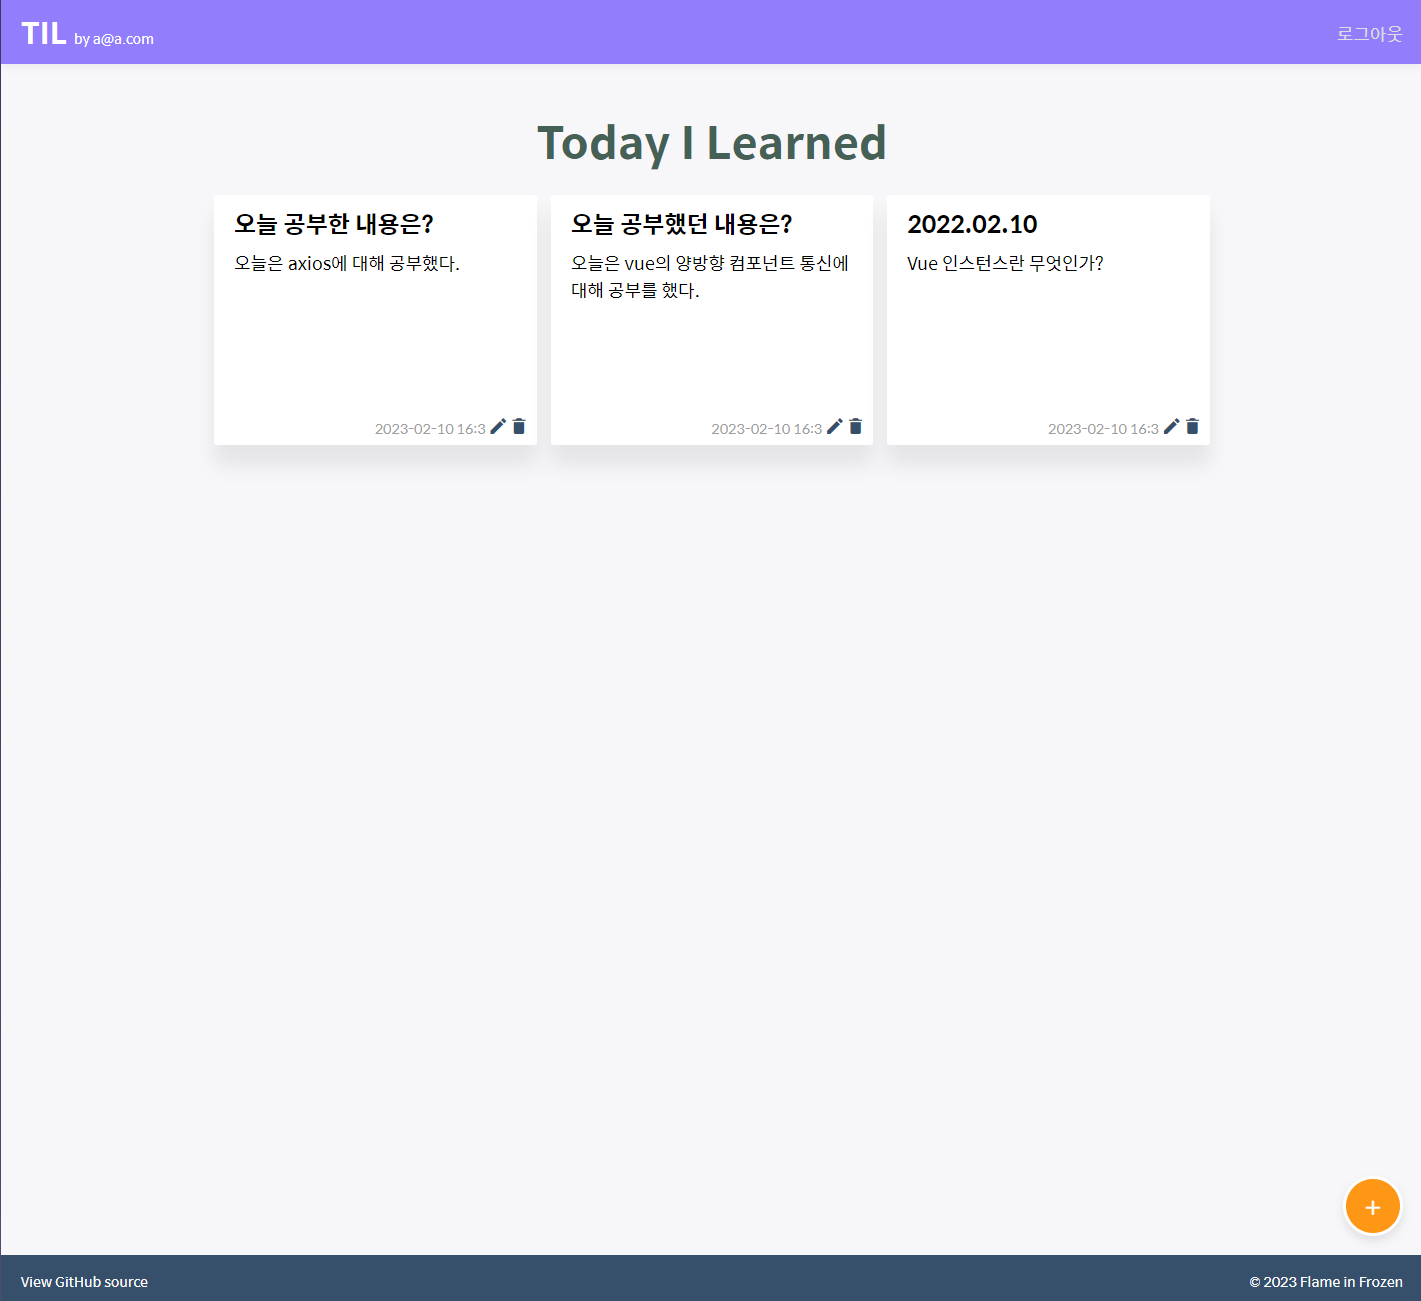 TIL by a@a.com
로그아웃
Today I Learned
오늘 공부한 내용은?
오늘은 axios에 대해 공부했다.
2023-02-10 16:3
오늘 공부했던 내용은?
오늘은 vue의 양방향 컴포넌트 통신에
대해 공부를 했다.
2023-02-10 16:3
2022.02.10
Vue 인스턴스란 무엇인가?
2023-02-10 16:3
+
View GitHub source
© 2023 Flame in Frozen